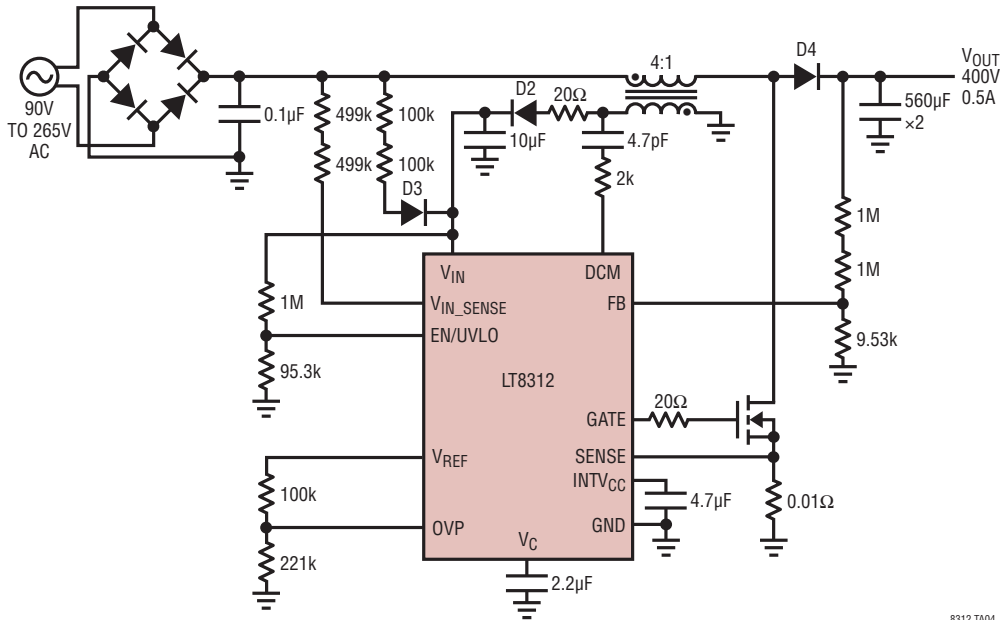 90V
TO 265V
AC
0.1µF
499k
499k
100k
100k
D3
10µF
D2
20Ω
4:1
4.7pF
2k
D4
VOUT
400V
0.5A
560µF
×2
1M
1M
9.53k
1M
95.3k
VIN
DCM
VIN_SENSE
FB
EN/UVLO
LT8312
GATE
20Ω
VREF
SENSE
INTVCC
4.7µF
0.01Ω
100k
OVP
GND
221k
VC
2.2µF
8312 TA04